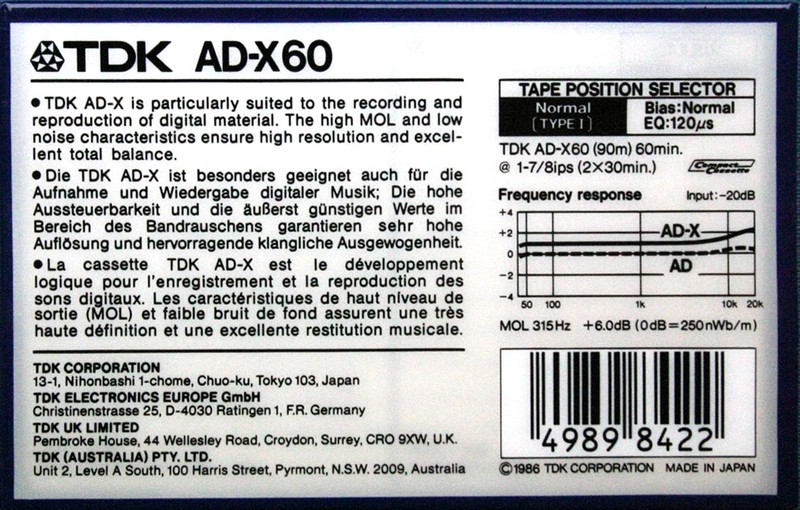 TDK AD-X60
● TDK AD-X is particularly suited to the recording and
reproduction of digital material. The high MOL and low
noise characteristics ensure high resolution and excel-
lent total balance.
● Die TDK AD-X ist besonders geeignet auch für die
Aufnahme und Wiedergabe digitaler Musik; Die hohe
Aussteuerbarkeit und die äußerst günstigen Werte im
Bereich des Bandrauschens garantieren sehr hohe
Auflösung und hervorragende klangliche Ausgewogenheit.
● La cassette TDK AD-X est le développement
logique pour l'enregistrement et la reproduction des
sons digitaux. Les caractéristiques de haut niveau de
sortie (MOL) et faible bruit de fond assurent une très
haute définition et une excellente restitution musicale.
TDK CORPORATION
13-1, Nihonbashi 1-chome, Chuo-ku, Tokyo 103, Japan
TDK ELECTRONICS EUROPE GmbH
Christinenstrasse 25, D-4030 Ratingen 1, F.R. Germany
TDK UK LIMITED
Pembroke House, 44 Wellesley Road, Croydon, Surrey, CRO 9XW, U.K.
TDK (AUSTRALIA) PTY. LTD.
Unit 2, Level A South, 100 Harris Street, Pyrmont, N.S.W. 2009, Australia
TAPE POSITION SELECTOR
Normal
[TYPE I]
Bias:Normal
EQ:120μs
TDK AD-X60 (90m) 60min.
@ 1-7/8ips (2×30min.)
Compact Cassette
Frequency response Input:-20dB
+4
+2
0
-2
-4
AD-X
AD
50 100 1k 10k 20k
MOL 315Hz +6.0dB (0dB=250nWb/m)
4989 8422
©1986 TDK CORPORATION MADE IN JAPAN